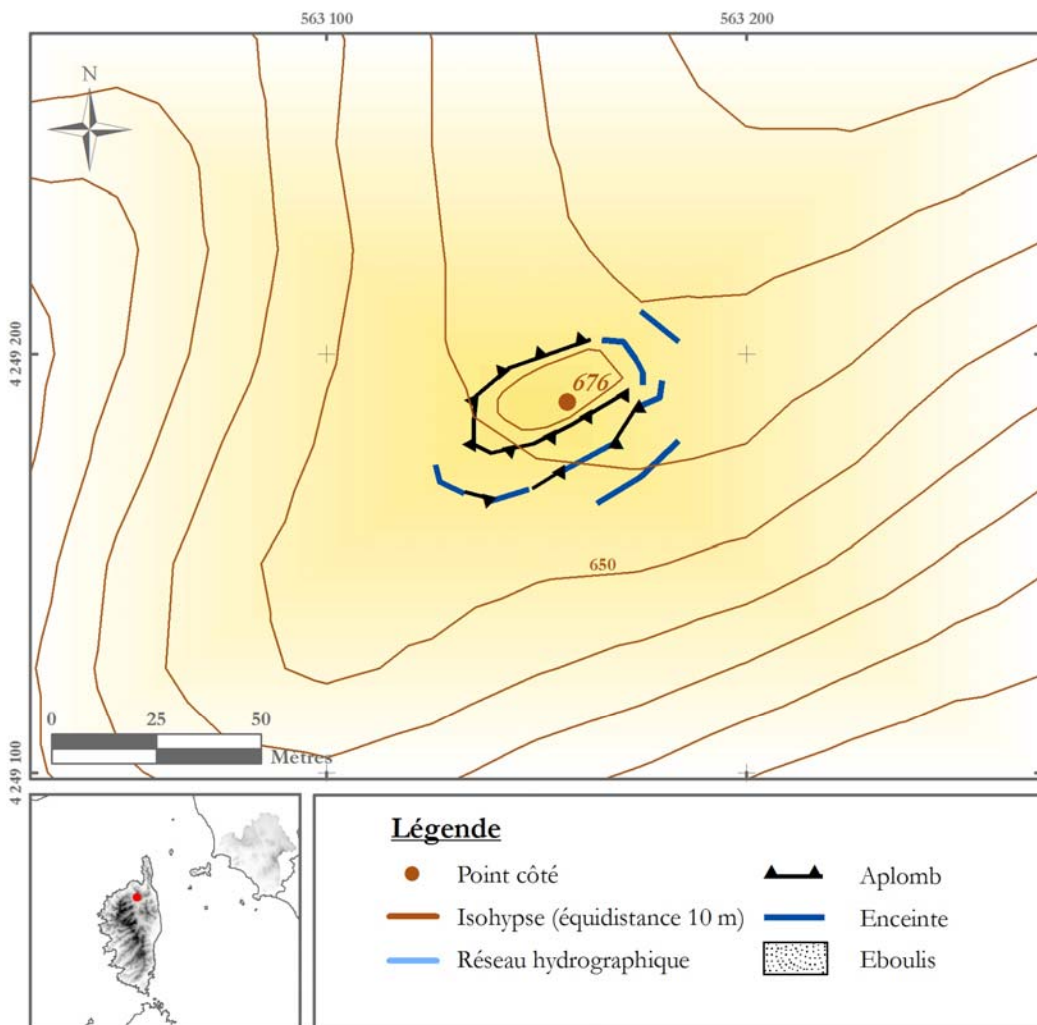 563 100
563 200
N
4 249 200
676
650
0
25
50
Mètres
4 249 100
Légende
Point côté
Isohypse (équidistance 10 m)
Réseau hydrographique
Aplomb
Enceinte
Eboulis